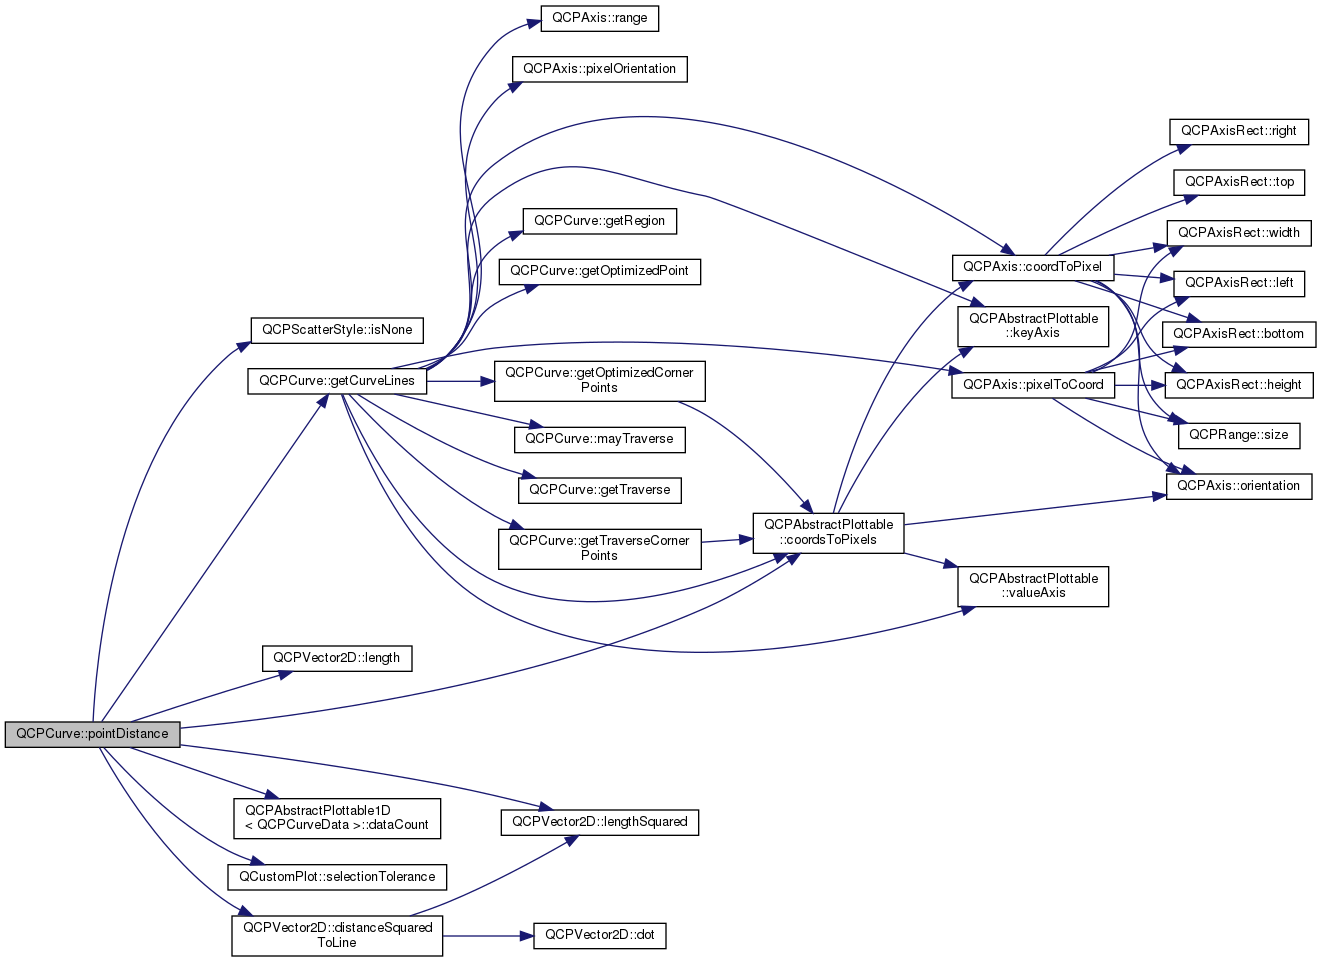 QCPAxis::range
QCPAxis::pixelOrientation
QCPAxisRect::right
QCPAxisRect::top
QCPCurve::getRegion
QCPAxisRect::width
QCPCurve::getOptimizedPoint
QCPAxis::coordToPixel
QCPAxisRect::left
QCPScatterStyle::isNone
QCPAbstractPlottable
::keyAxis
QCPAxisRect::bottom
QCPCurve::getCurveLines
QCPCurve::getOptimizedCorner
Points
QCPAxis::pixelToCoord
QCPAxisRect::height
QCPCurve::mayTraverse
QCPRange::size
QCPCurve::getTraverse
QCPAxis::orientation
QCPCurve::getTraverseCorner
Points
QCPAbstractPlottable
::coordsToPixels
QCPAbstractPlottable
::valueAxis
QCPVector2D::length
QCPCurve::pointDistance
QCPAbstractPlottable1D
< QCPCurveData >::dataCount
QCPVector2D::lengthSquared
QCustomPlot::selectionTolerance
QCPVector2D::distanceSquared
ToLine
QCPVector2D::dot